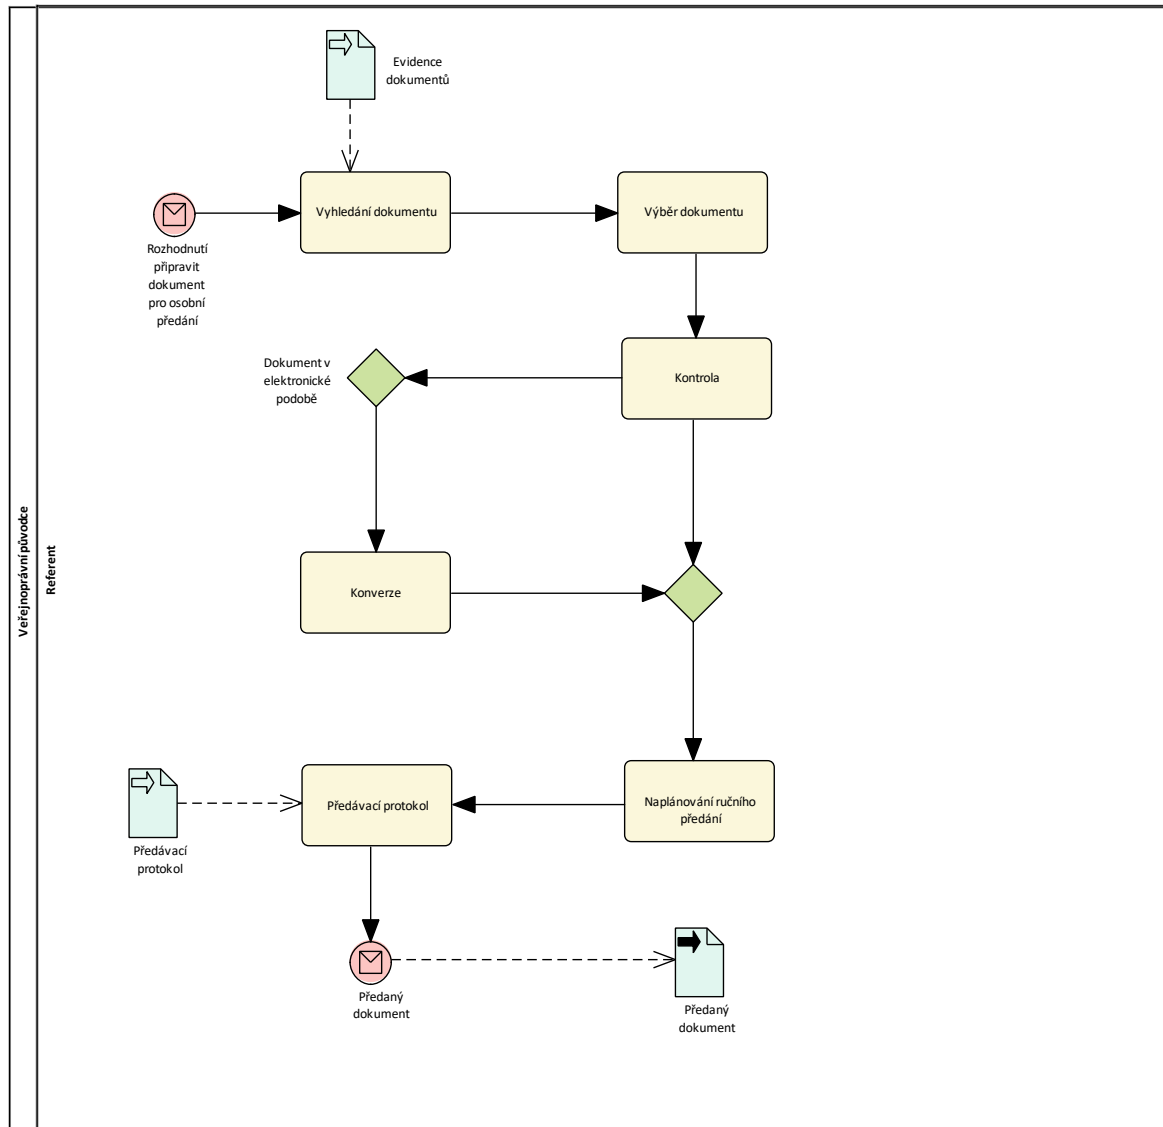 Evidence
dokumentů
Vyhledání dokumentu
Výběr dokumentu
Rozhodnutí
připravit
dokument
pro osobní
předání
Dokument v
elektronické
podobě
Kontrola
Veřejnoprávní původce
Referent
Konverze
Předávací protokol
Naplánování ručního
předání
Předávací
protokol
Předaný
dokument
Předaný
dokument